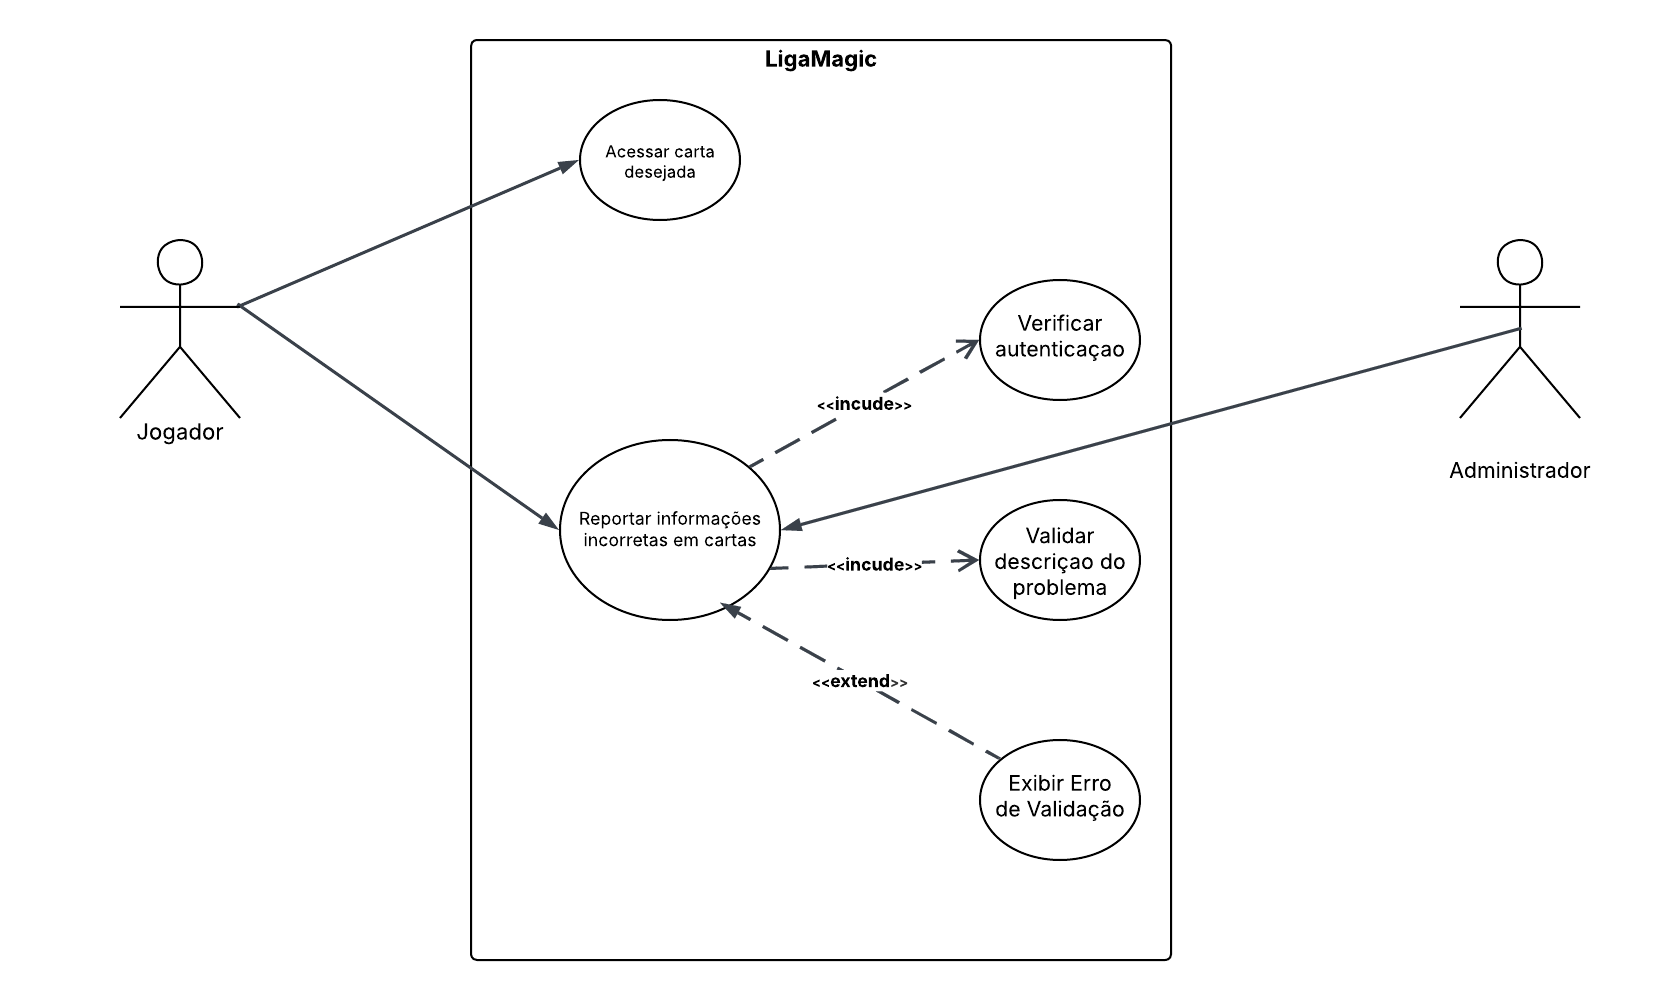 LigaMagic
Acessar carta
desejada
Verificar
autenticaçao
<<incude>>
Jogador
Administrador
Reportar informações
incorretas em cartas
Validar
descriçao do
problema
<<incude>>
<<extend>>
Exibir Erro
de Validação